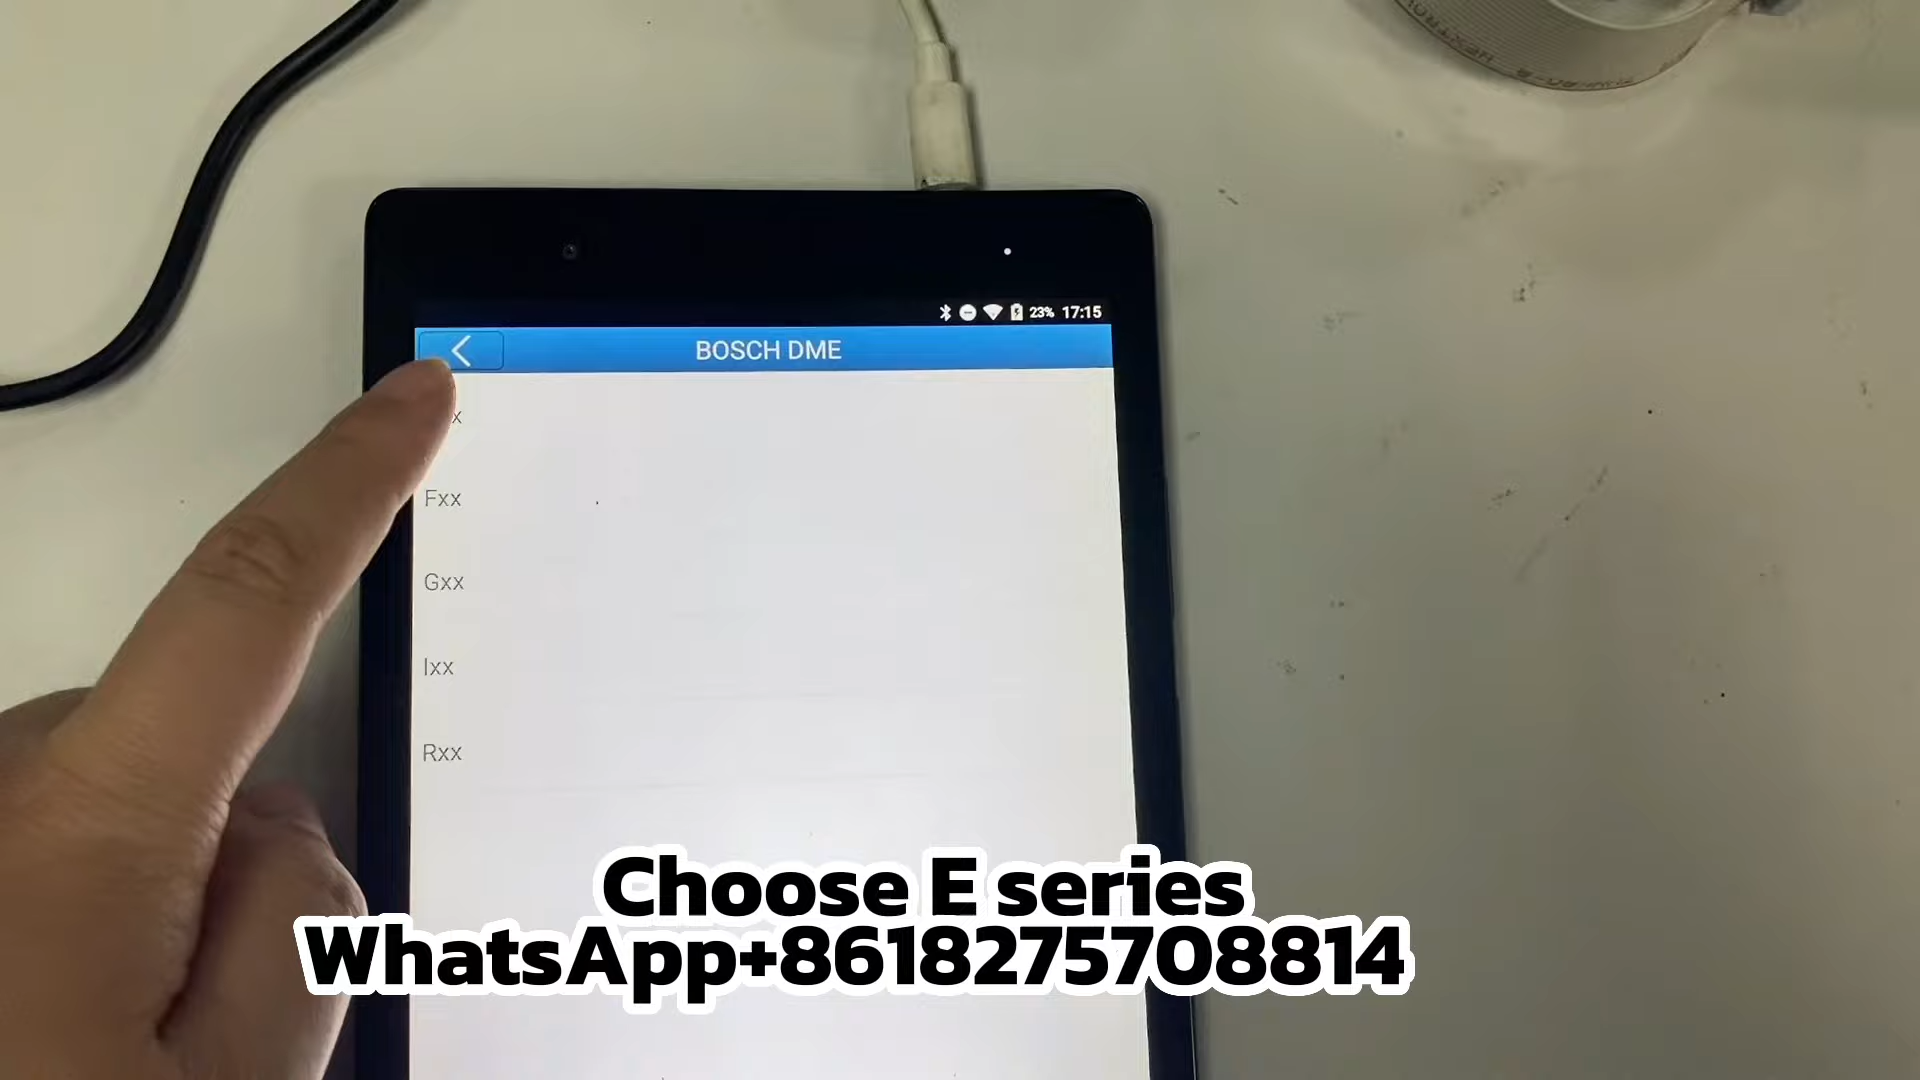 23% 17:15
BOSCH DME
Fxx
Gxx
Ixx
Rxx
Choose E series
WhatsApp+8618275708814